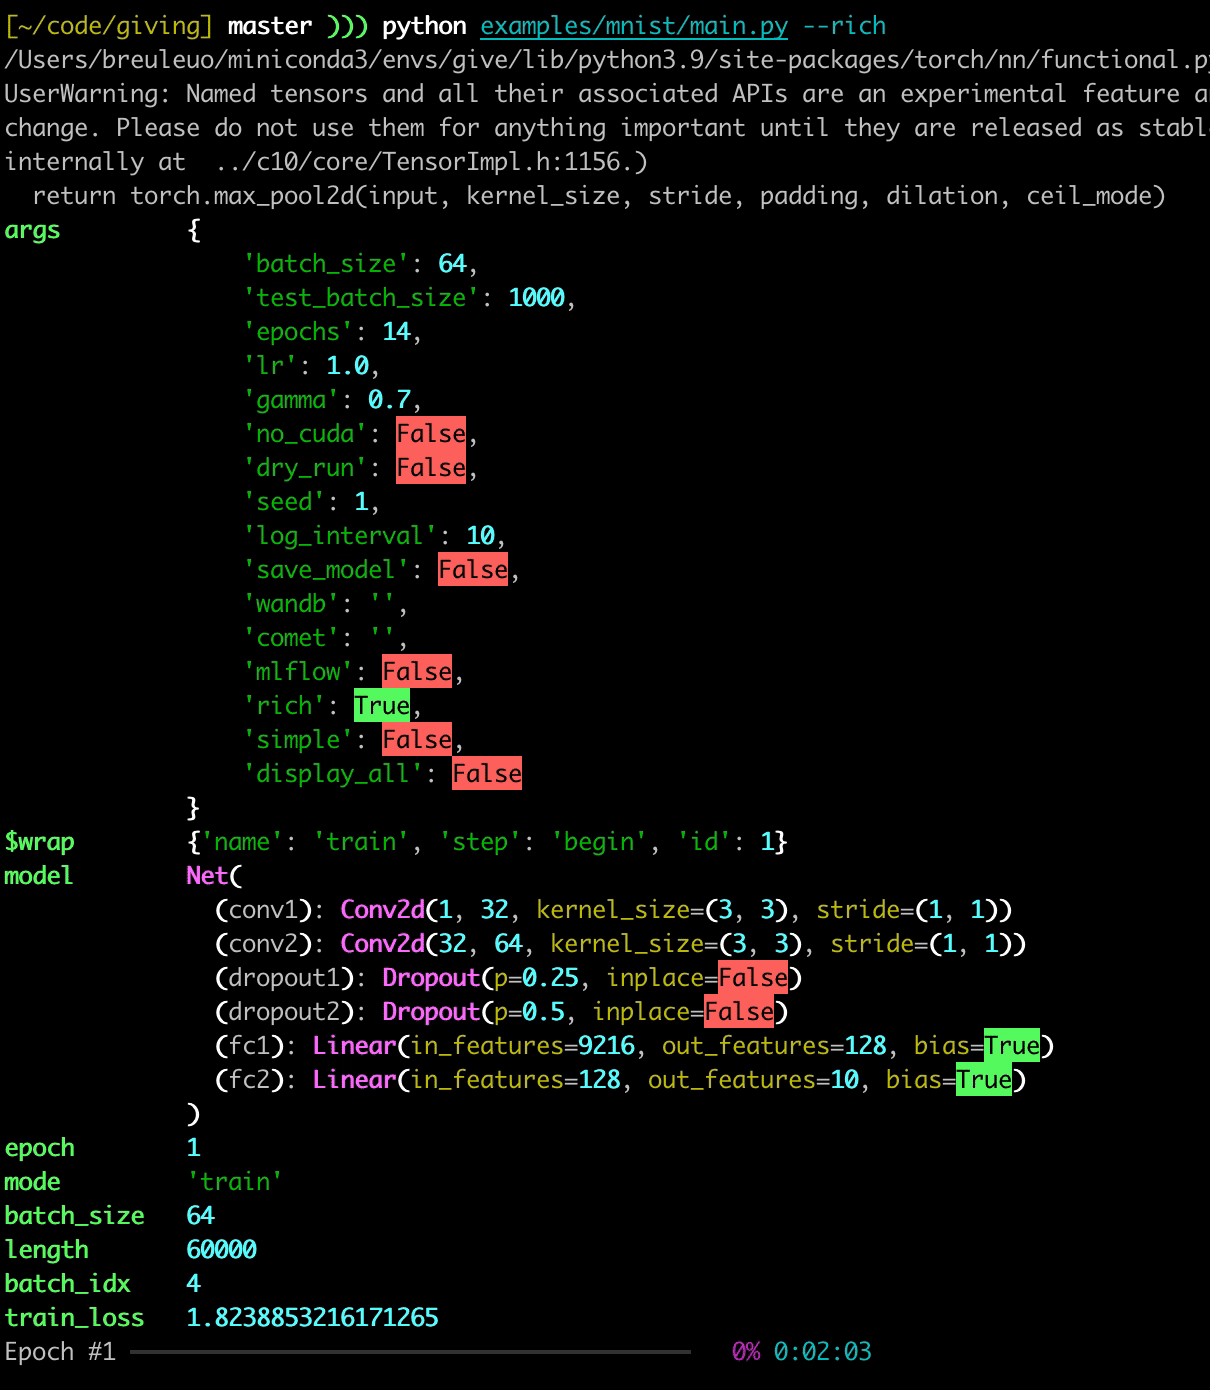 [~/code/giving] master ))) python examples/mnist/main.py --rich
/Users/breuleuo/miniconda3/envs/give/lib/python3.9/site-packages/torch/nn/functional.py
UserWarning: Named tensors and all their associated APIs are an experimental feature a
change. Please do not use them for anything important until they are released as stabl
internally at  ../c10/core/TensorImpl.h:1156.)
  return torch.max_pool2d(input, kernel_size, stride, padding, dilation, ceil_mode)
args         {
                 'batch_size': 64,
                 'test_batch_size': 1000,
                 'epochs': 14,
                 'lr': 1.0,
                 'gamma': 0.7,
                 'no_cuda': False,
                 'dry_run': False,
                 'seed': 1,
                 'log_interval': 10,
                 'save_model': False,
                 'wandb': '',
                 'comet': '',
                 'mlflow': False,
                 'rich': True,
                 'simple': False,
                 'display_all': False
             }
$wrap        {'name': 'train', 'step': 'begin', 'id': 1}
model        Net(
               (conv1): Conv2d(1, 32, kernel_size=(3, 3), stride=(1, 1))
               (conv2): Conv2d(32, 64, kernel_size=(3, 3), stride=(1, 1))
               (dropout1): Dropout(p=0.25, inplace=False)
               (dropout2): Dropout(p=0.5, inplace=False)
               (fc1): Linear(in_features=9216, out_features=128, bias=True)
               (fc2): Linear(in_features=128, out_features=10, bias=True)
             )
epoch        1
mode         'train'
batch_size   64
length       60000
batch_idx    4
train_loss   1.8238853216171265
Epoch #1   0% 0:02:03